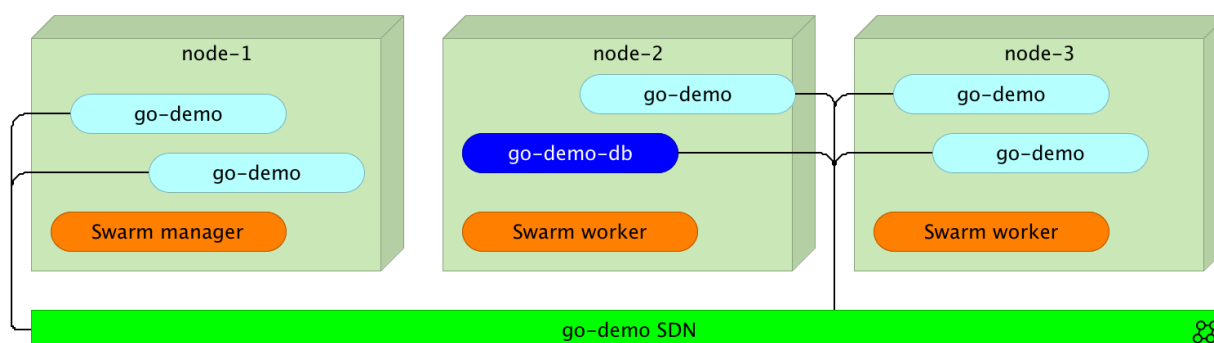 node-1
go-demo
go-demo
Swarm manager
node-2
go-demo
go-demo-db
Swarm worker
node-3
go-demo
go-demo
Swarm worker
go-demo SDN